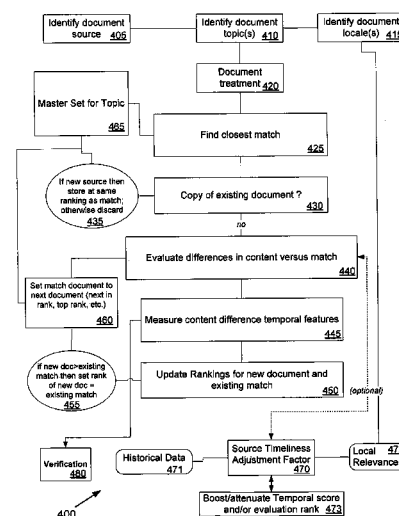 Identify document
source 405
Identify document
topic(s) 410
Identify document
locale(s) 415
Document
treatment 420
Master Set for Topic
465
Find closest match
425
If new source then
store at same
ranking as match;
otherwise discard
435
Copy of existing document ?
430
no
Evaluate differences in content versus match
440
Set match document to
next document (next in
rank, top rank, etc.)
460
Measure content difference temporal features
445
If new doc>existing
match then set rank
of new doc =
existing match
455
Update Rankings for new document and
existing match 450
(optional)
Verification
480
Historical Data
471
Source Timeliness
Adjustment Factor
470
Local
Relevance
Boost/attenuate Temporal score
and/or evaluation rank 473
400